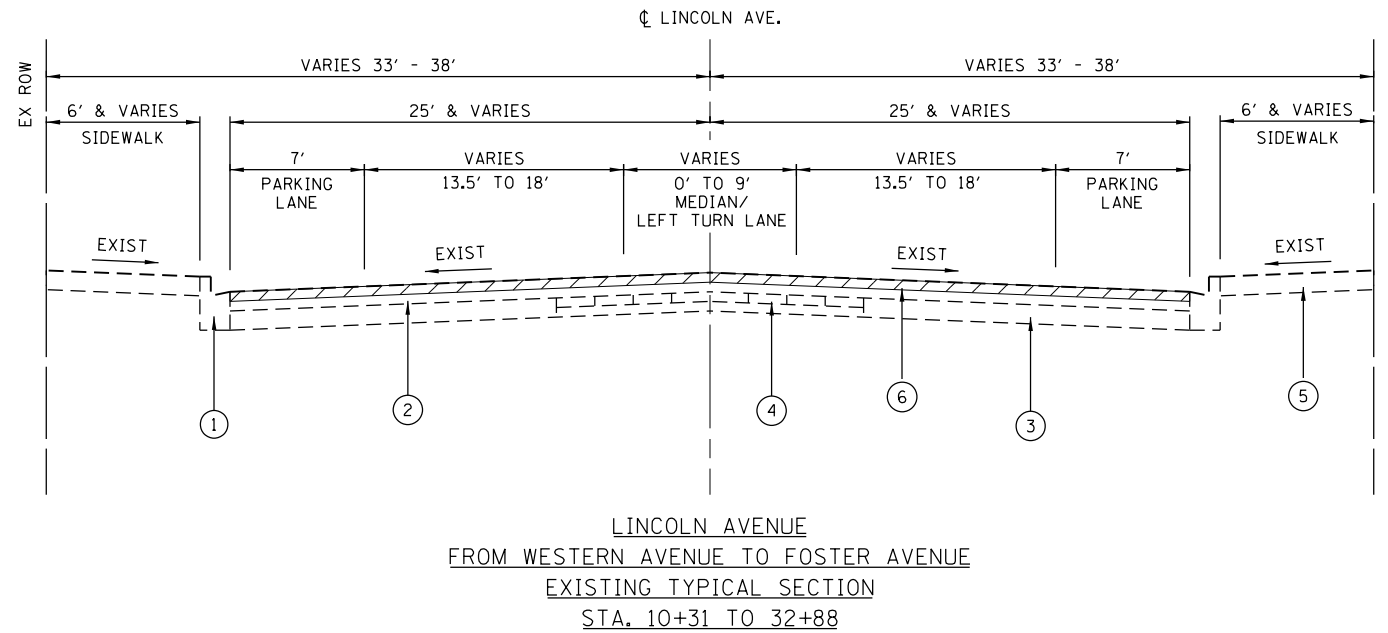 ℄ LINCOLN AVE.
EX ROW
VARIES 33' - 38'
VARIES 33' - 38'
6' & VARIES
SIDEWALK
25' & VARIES
25' & VARIES
6' & VARIES
SIDEWALK
7'
PARKING
LANE
VARIES
13.5' TO 18'
VARIES
0' TO 9'
MEDIAN/
LEFT TURN LANE
VARIES
13.5' TO 18'
7'
PARKING
LANE
EXIST
EXIST
EXIST
EXIST
1
2
4
6
3
5
LINCOLN AVENUE
FROM WESTERN AVENUE TO FOSTER AVENUE
EXISTING TYPICAL SECTION
STA. 10+31 TO 32+88